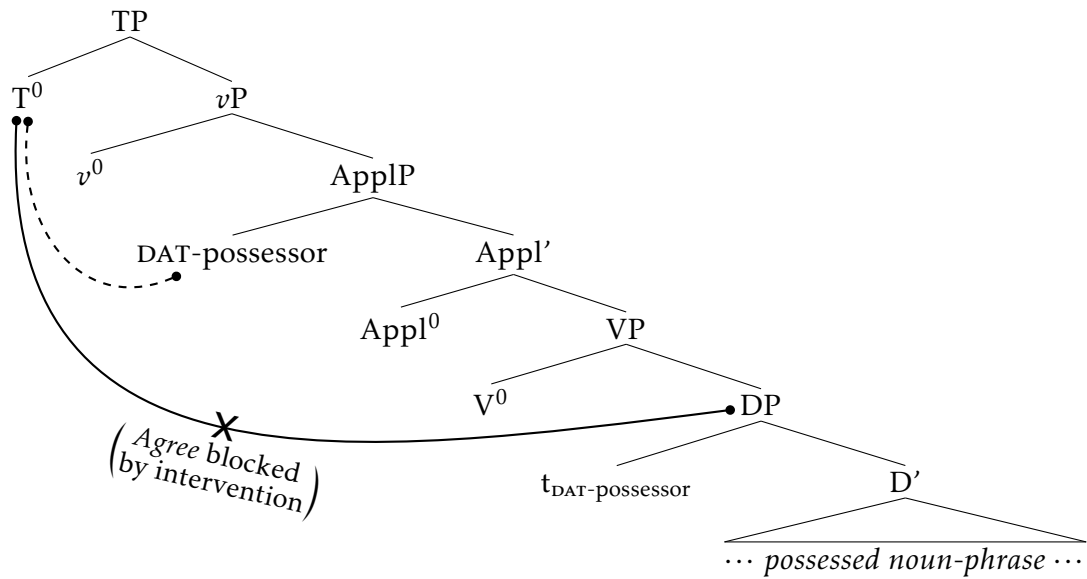 TP
T⁰ vP
v⁰ ApplP
DAT-possessor Appl’
Appl⁰ VP
V⁰ DP
(Agree blocked
by intervention)
t_DAT-possessor D’
⋯ possessed noun-phrase ⋯